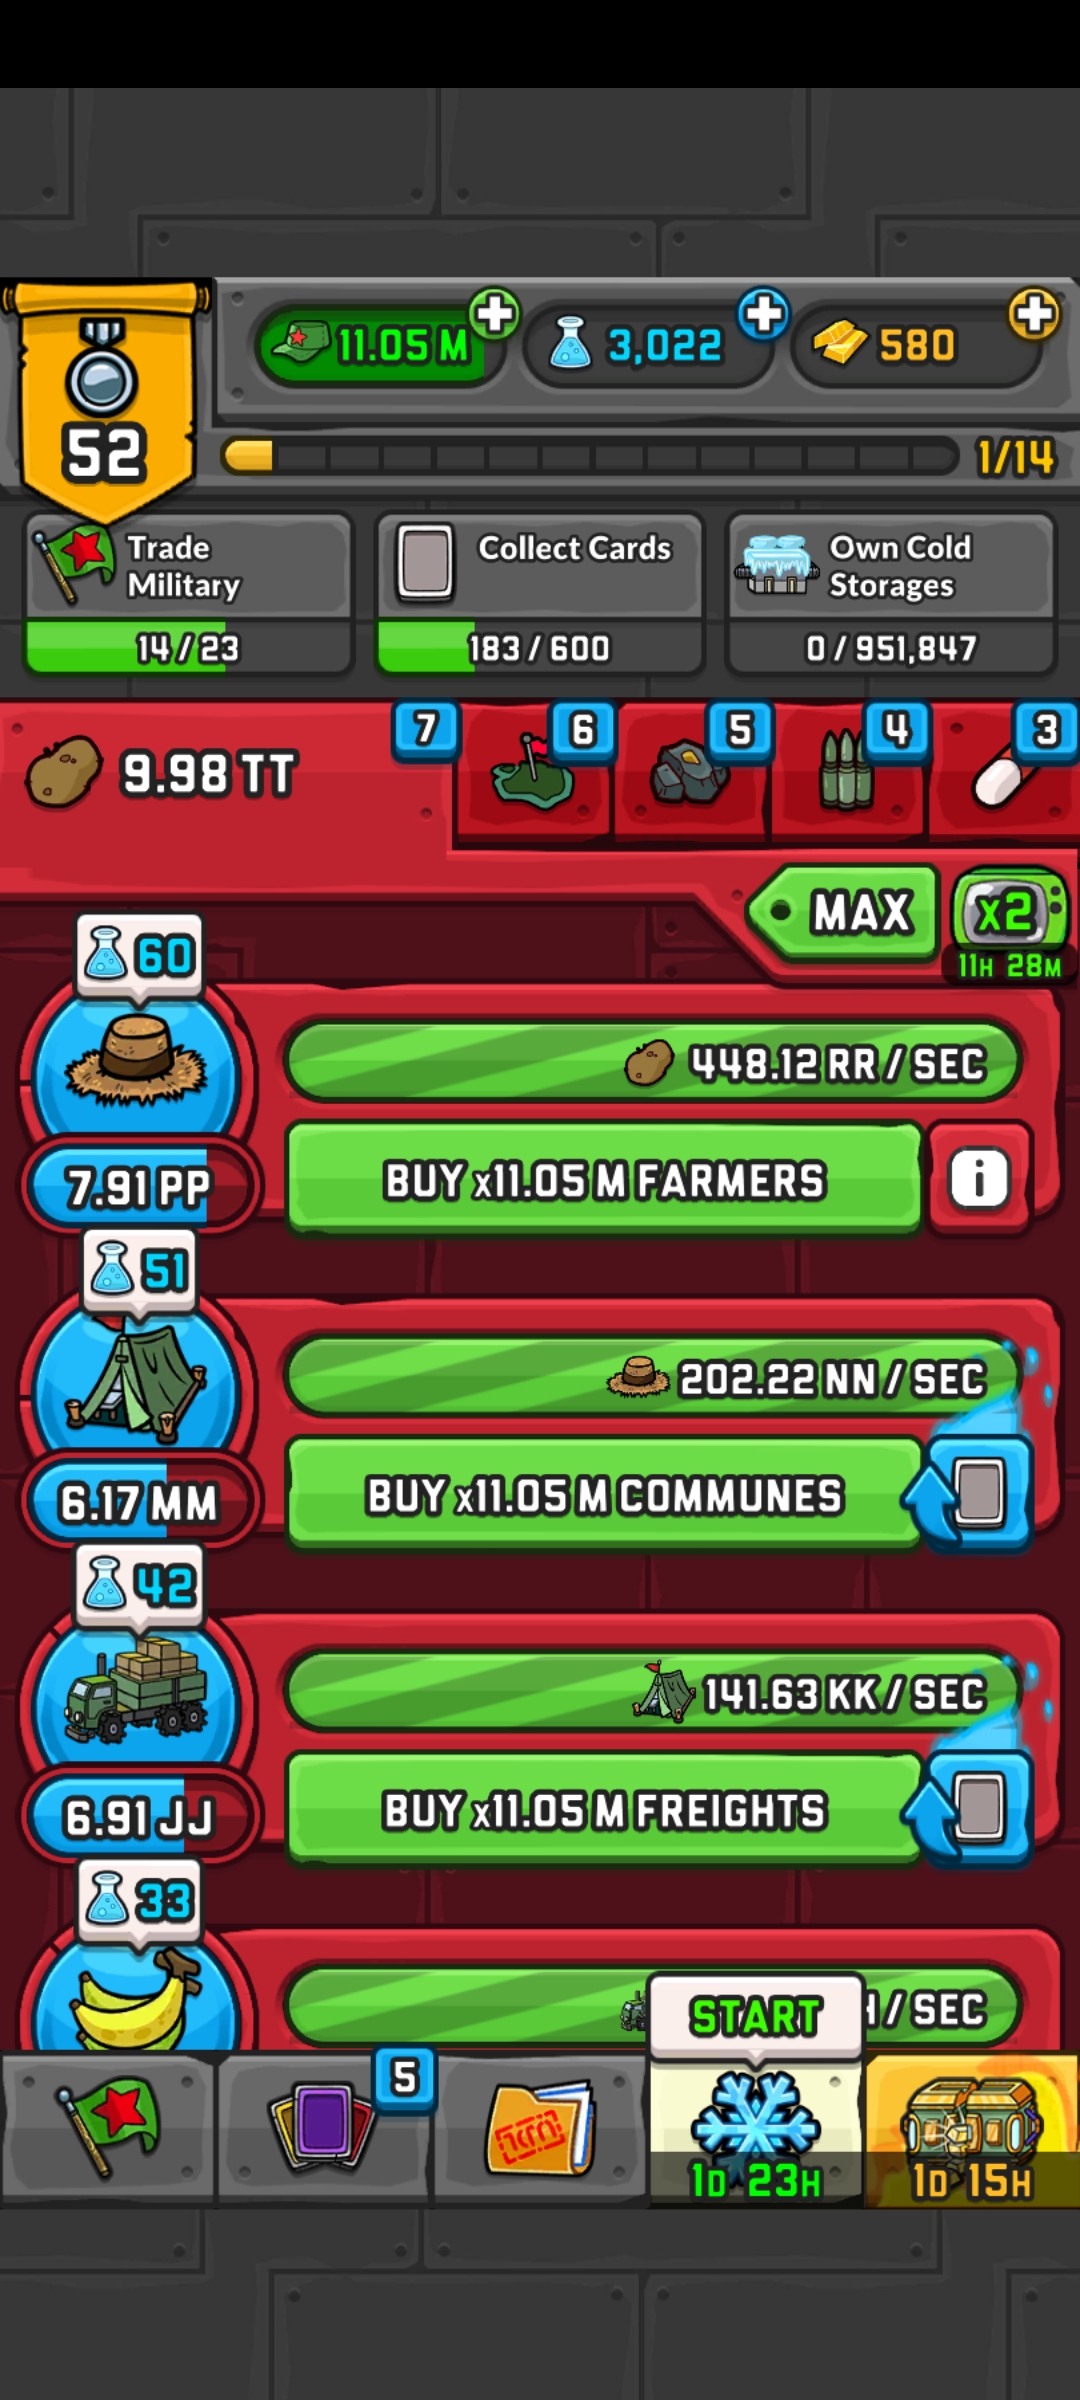 11.05 M
3,022
580
52
1/14
Trade
Military
14 / 23
Collect Cards
183 / 600
Own Cold
Storages
0 / 951,847
9.98 TT
7
6
5
4
3
MAX
x2
11H 28M
60
448.12 RR / SEC
7.91 PP
BUY x11.05 M FARMERS
i
51
202.22 NN / SEC
6.17 MM
BUY x11.05 M COMMUNES
42
141.63 KK / SEC
6.91 JJ
BUY x11.05 M FREIGHTS
33
/ SEC
START
5
1D 23H
1D 15H